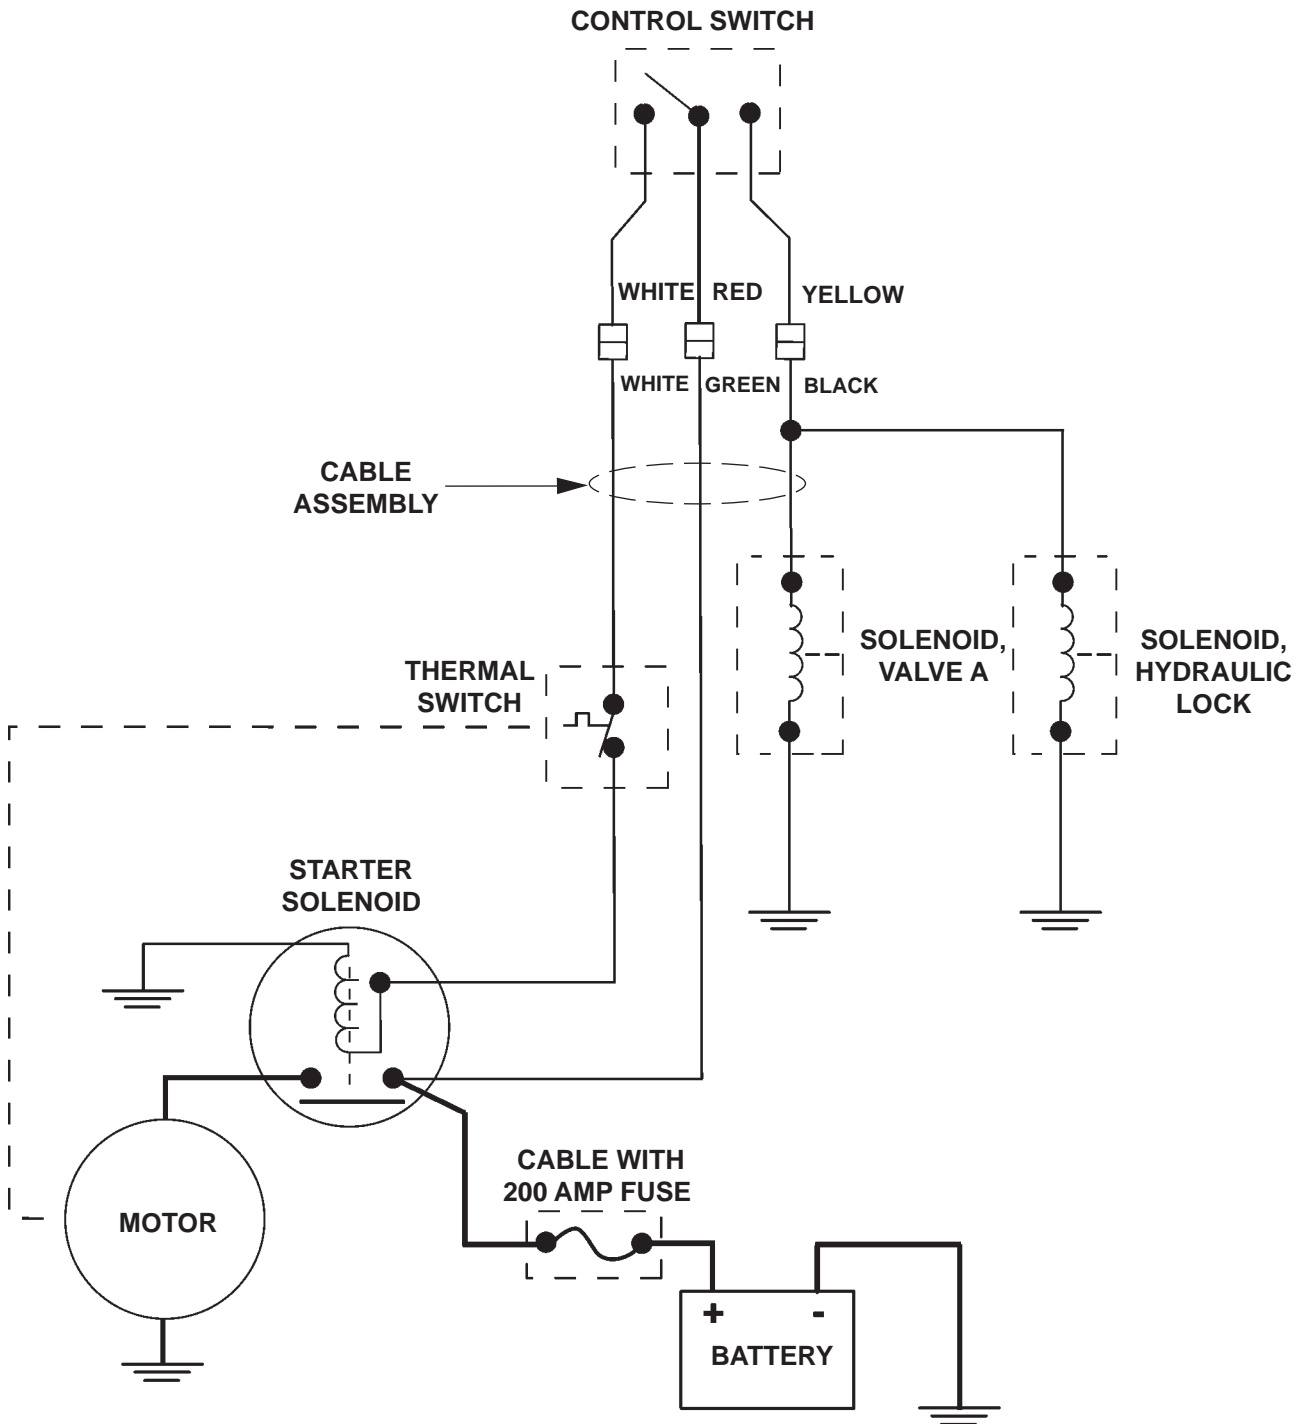 CONTROL SWITCH
WHITE RED YELLOW
WHITE GREEN BLACK
CABLE
ASSEMBLY
SOLENOID,
VALVE A
SOLENOID,
HYDRAULIC
LOCK
THERMAL
SWITCH
STARTER
SOLENOID
CABLE WITH
200 AMP FUSE
MOTOR
+ -
BATTERY